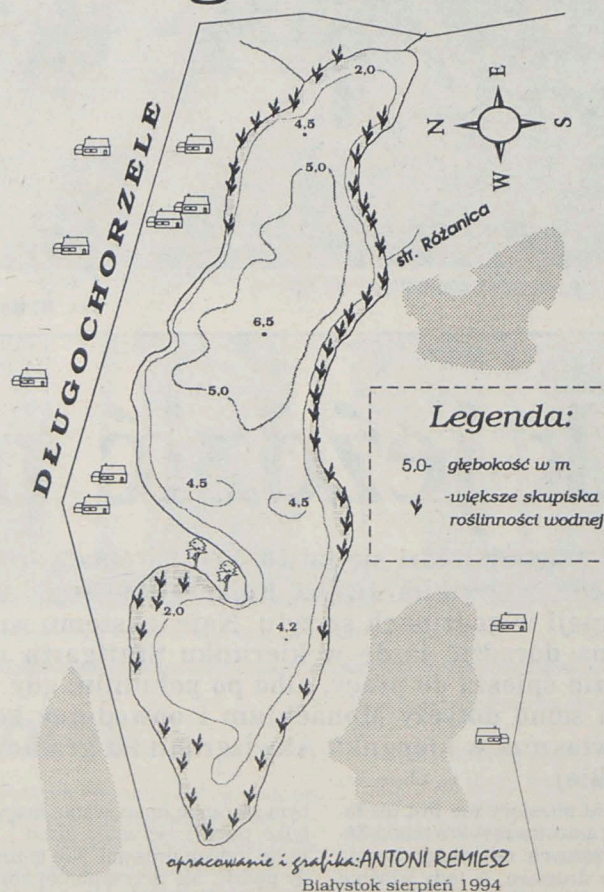 2,0
E
N
S
W
4,5
DŁUGOCHORZELE
5,0
str. Różanica
6,5
5,0
Legenda:
5,0- głębokość w m
-większe skupiska
roślinności wodnej
4,5
4,5
2,0
4,2
opracowanie i grafika:ANTONI REMIESZ
Białystok sierpień 1994